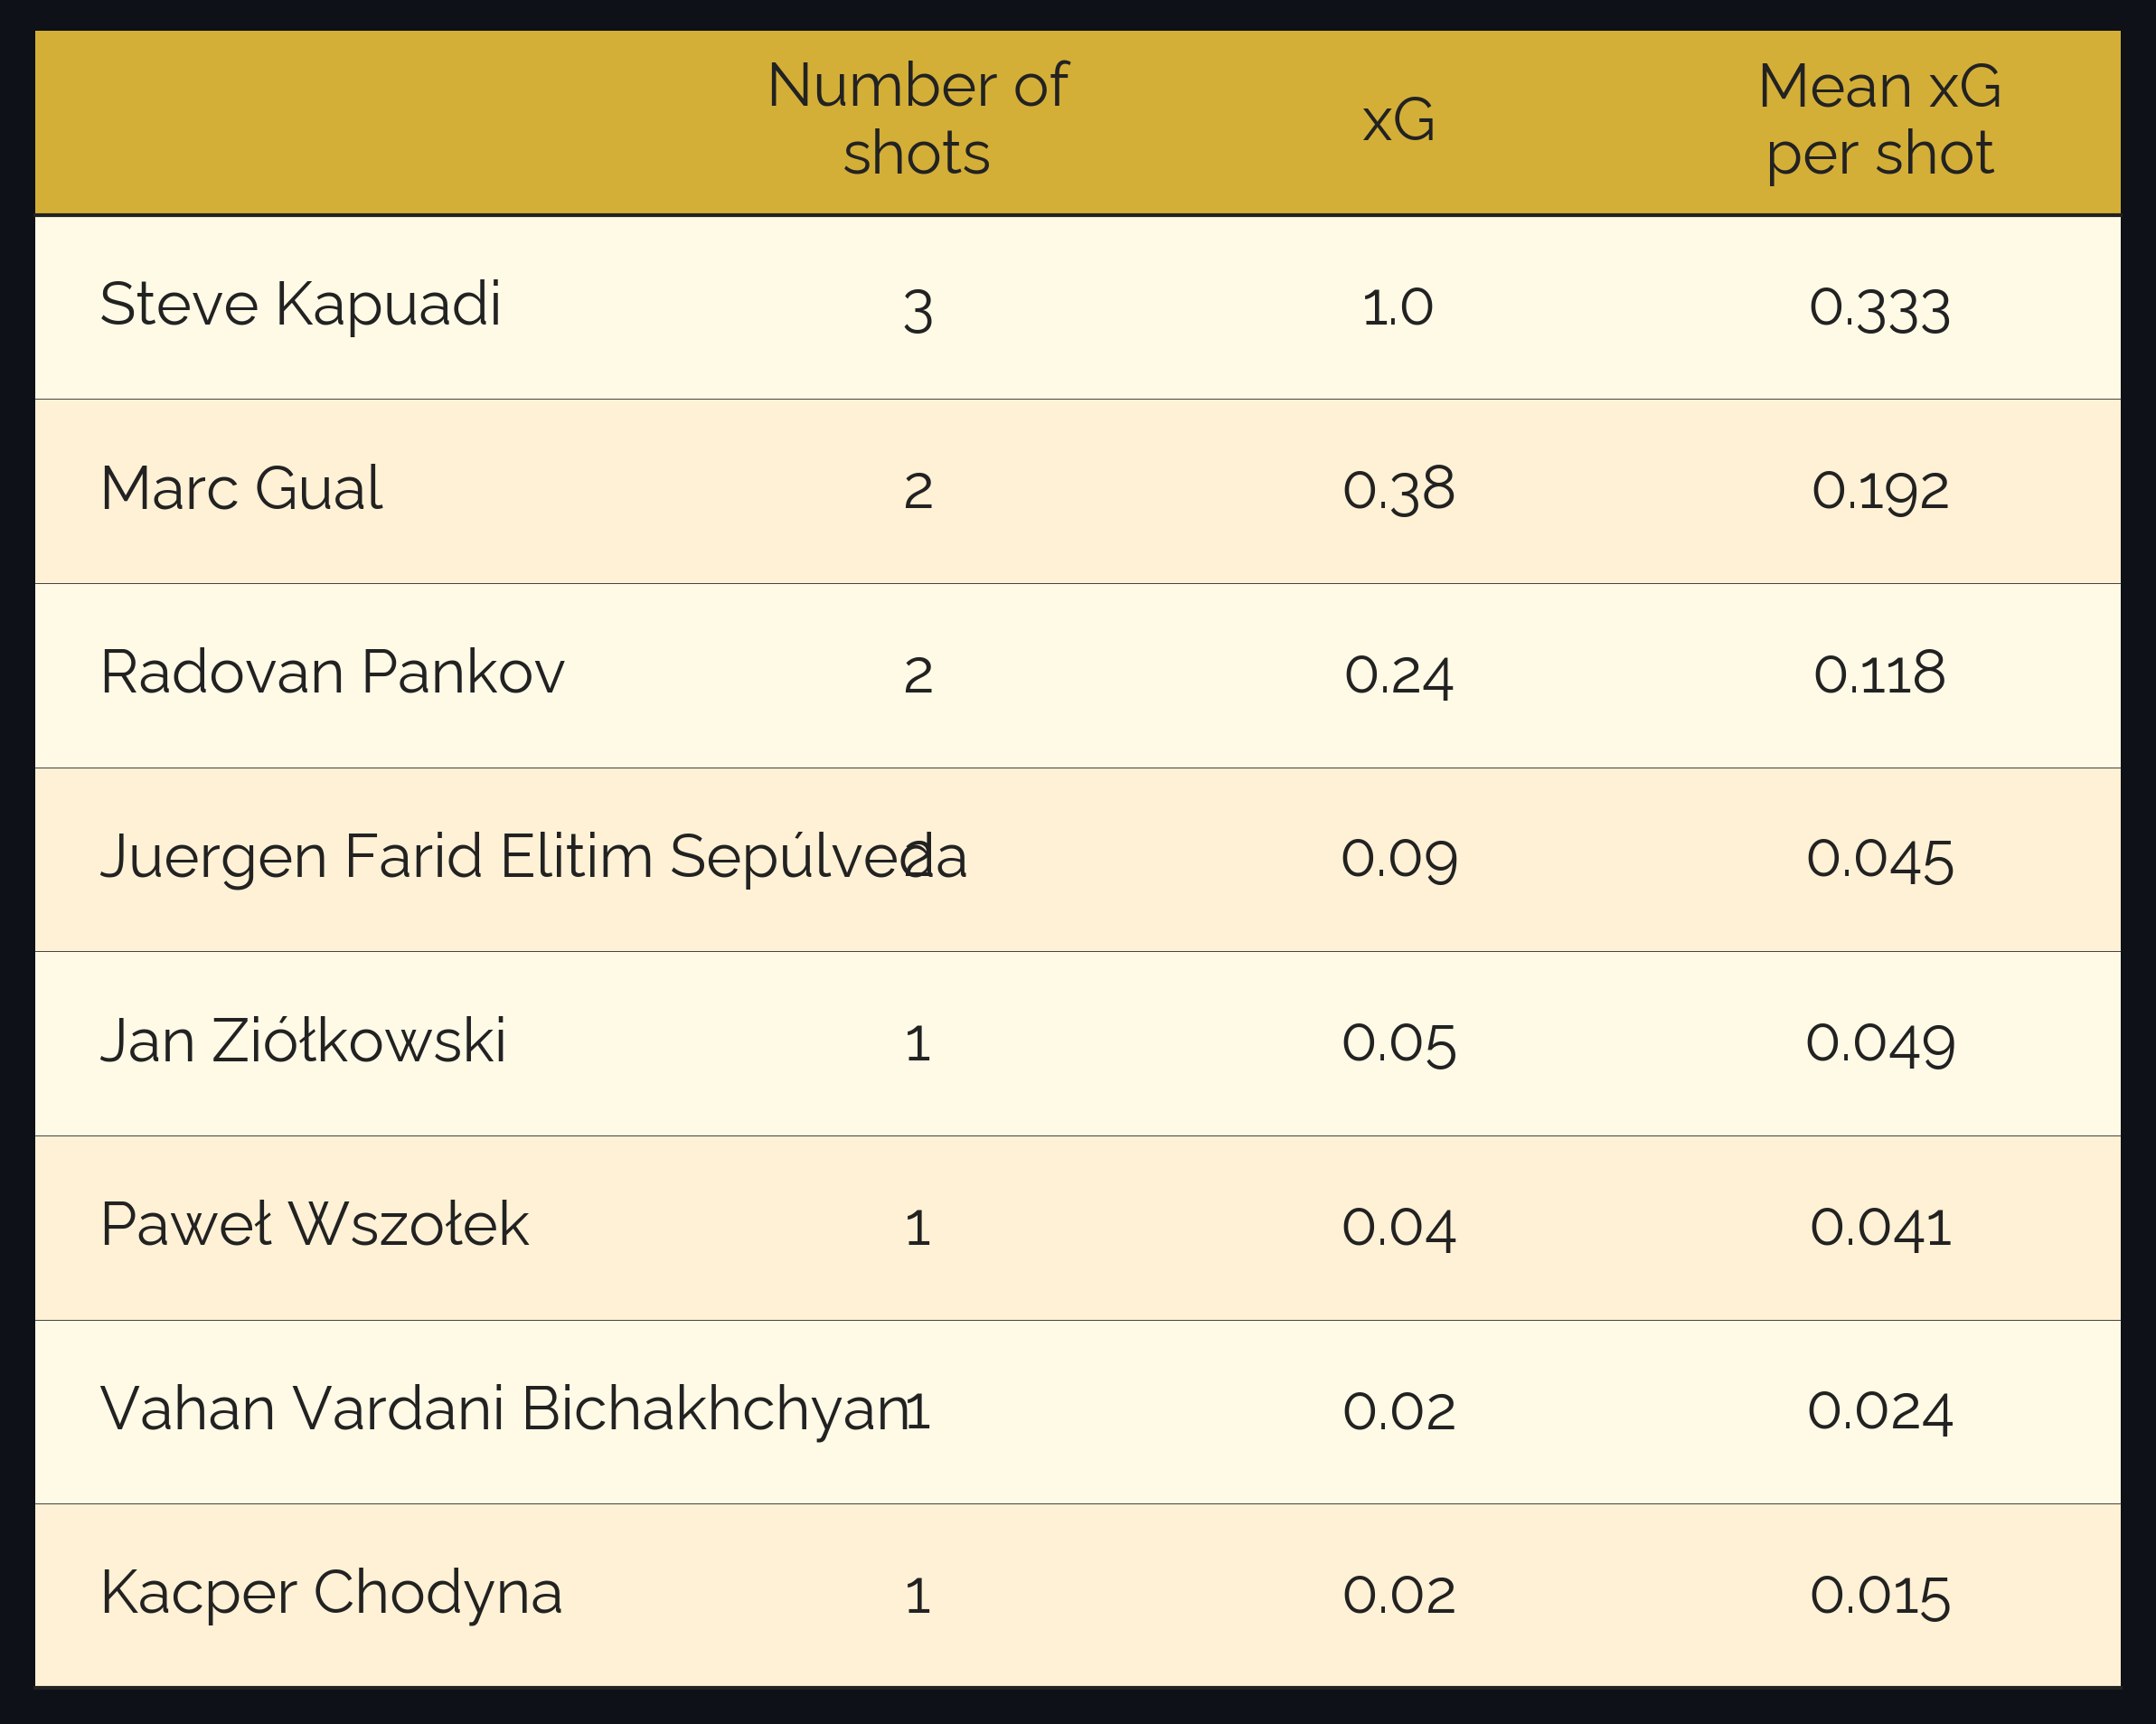 Number of
shots
xG
Mean xG
per shot
Steve Kapuadi 3 1.0 0.333
Marc Gual 2 0.38 0.192
Radovan Pankov 2 0.24 0.118
Juergen Farid Elitim Sepúlveda 2 0.09 0.045
Jan Ziółkowski 1 0.05 0.049
Paweł Wszołek 1 0.04 0.041
Vahan Vardani Bichakhchyan 1 0.02 0.024
Kacper Chodyna 1 0.02 0.015